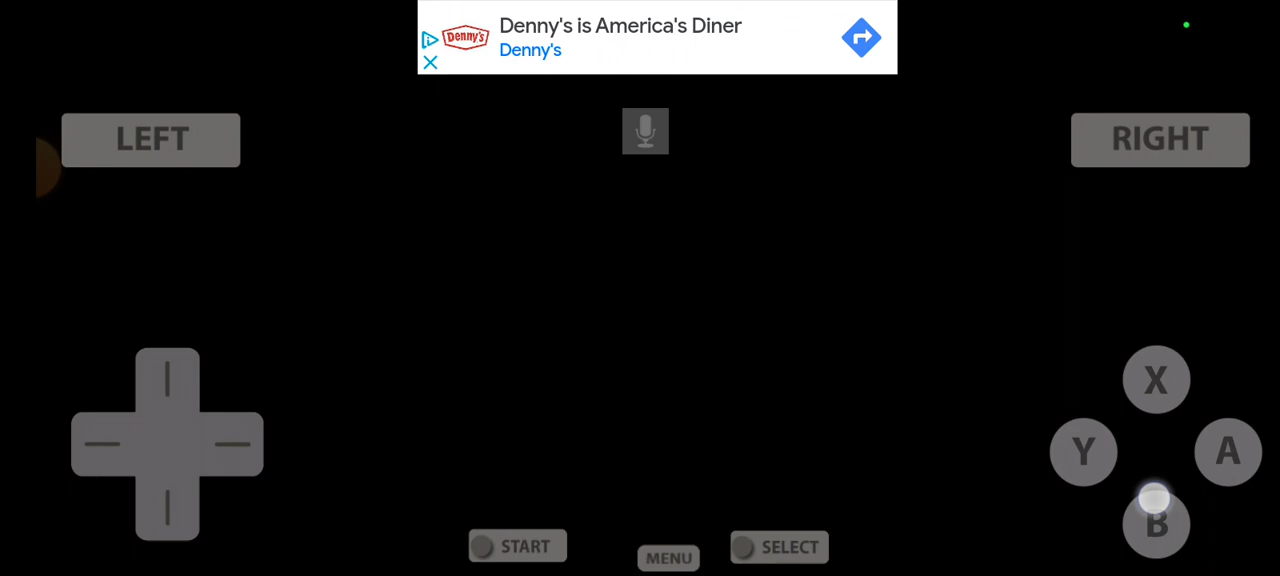 Denny's is America's Diner
Denny's
Denny's
LEFT
RIGHT
X
Y
A
B
START
MENU
SELECT